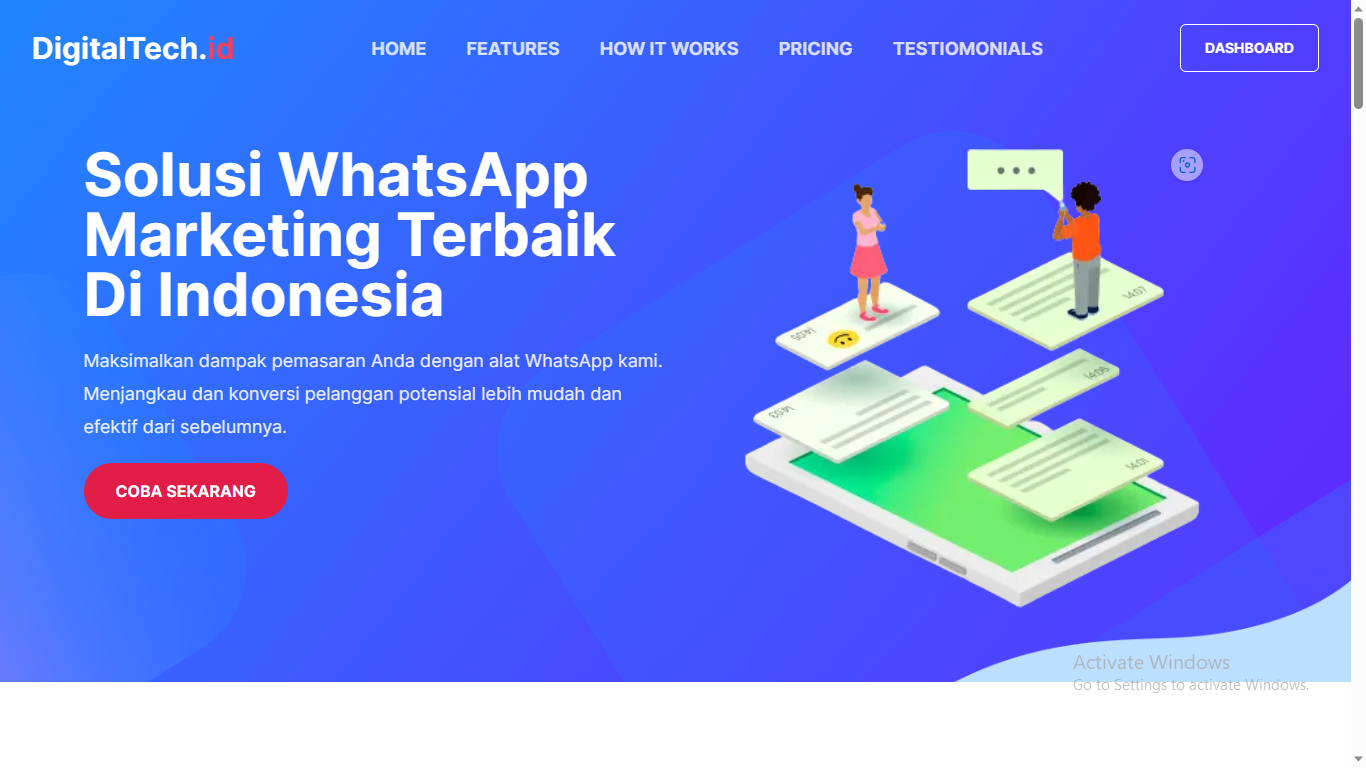 DigitalTech.id
HOME FEATURES HOW IT WORKS PRICING TESTIOMONIALS
DASHBOARD
Solusi WhatsApp
Marketing Terbaik
Di Indonesia
Maksimalkan dampak pemasaran Anda dengan alat WhatsApp kami.
Menjangkau dan konversi pelanggan potensial lebih mudah dan
efektif dari sebelumnya.
COBA SEKARANG
14:07
14:05
14:06
14:03
14:01
Activate Windows
Go to Settings to activate Windows.